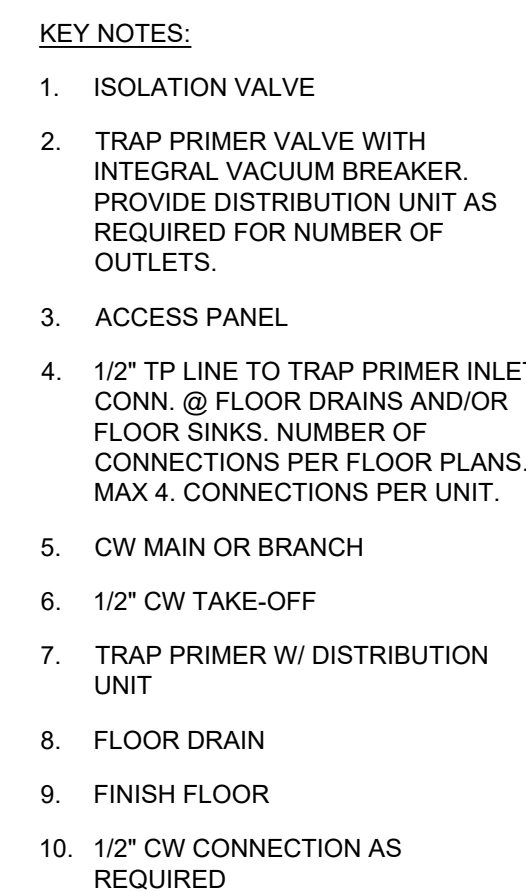 KEY NOTES:
1. ISOLATION VALVE
2. TRAP PRIMER VALVE WITH
INTEGRAL VACUUM BREAKER.
PROVIDE DISTRIBUTION UNIT AS
REQUIRED FOR NUMBER OF
OUTLETS.
3. ACCESS PANEL
4. 1/2" TP LINE TO TRAP PRIMER INLET
CONN. @ FLOOR DRAINS AND/OR
FLOOR SINKS. NUMBER OF
CONNECTIONS PER FLOOR PLANS.
MAX 4. CONNECTIONS PER UNIT.
5. CW MAIN OR BRANCH
6. 1/2" CW TAKE-OFF
7. TRAP PRIMER W/ DISTRIBUTION
UNIT
8. FLOOR DRAIN
9. FINISH FLOOR
10. 1/2" CW CONNECTION AS
REQUIRED